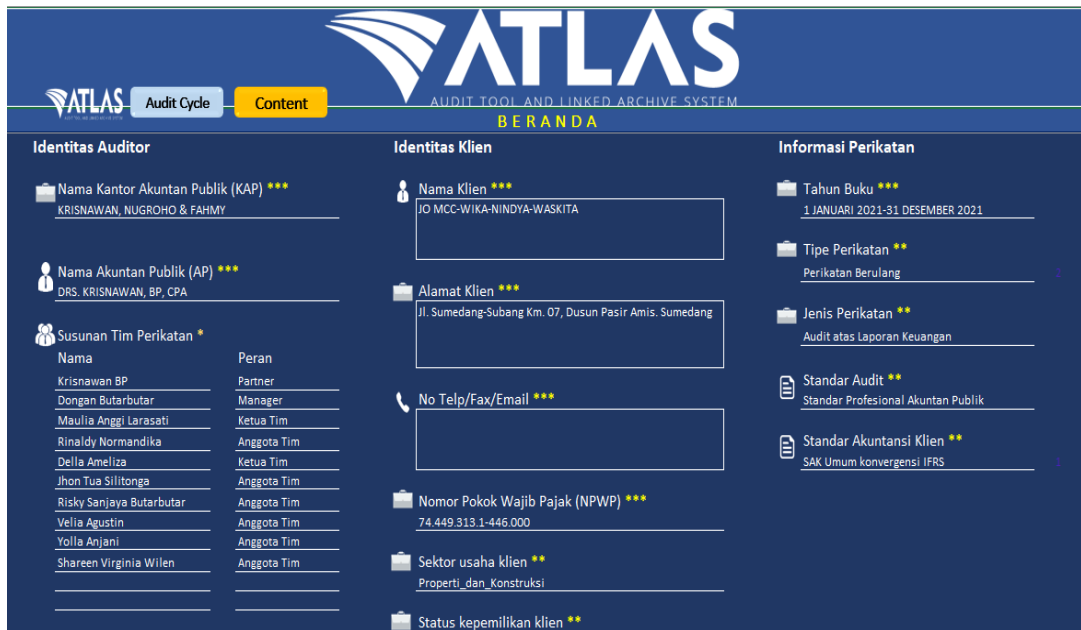 ATLAS
AUDIT TOOL AND LINKED ARCHIVE SYSTEM
ATLAS
Audit Cycle
Content
BERANDA
Identitas Auditor
Nama Kantor Akuntan Publik (KAP) ***
KRISNAWAN, NUGROHO & FAHMY
Nama Akuntan Publik (AP) ***
DRS. KRISNAWAN, BP, CPA
Susunan Tim Perikatan *
Nama Peran
Krisnawan BP Partner
Dongan Butarbutar Manager
Maulia Anggi Larasati Ketua Tim
Rinaldy Normandika Anggota Tim
Della Ameliza Ketua Tim
Jhon Tua Silitonga Anggota Tim
Risky Sanjaya Butarbutar Anggota Tim
Velia Agustin Anggota Tim
Yolla Anjani Anggota Tim
Shareen Virginia Wilen Anggota Tim
Identitas Klien
Nama Klien ***
JO MCC-WIKA-NINDYA-WASKITA
Alamat Klien ***
Jl. Sumedang-Subang Km. 07, Dusun Pasir Amis. Sumedang
No Telp/Fax/Email ***
Nomor Pokok Wajib Pajak (NPWP) ***
74.449.313.1-446.000
Sektor usaha klien **
Properti_dan_Konstruksi
Status kepemilikan klien **
Informasi Perikatan
Tahun Buku ***
1 JANUARI 2021-31 DESEMBER 2021
Tipe Perikatan **
Perikatan Berulang 2
Jenis Perikatan **
Audit atas Laporan Keuangan
Standar Audit **
Standar Profesional Akuntan Publik
Standar Akuntansi Klien **
SAK Umum konvergensi IFRS 1